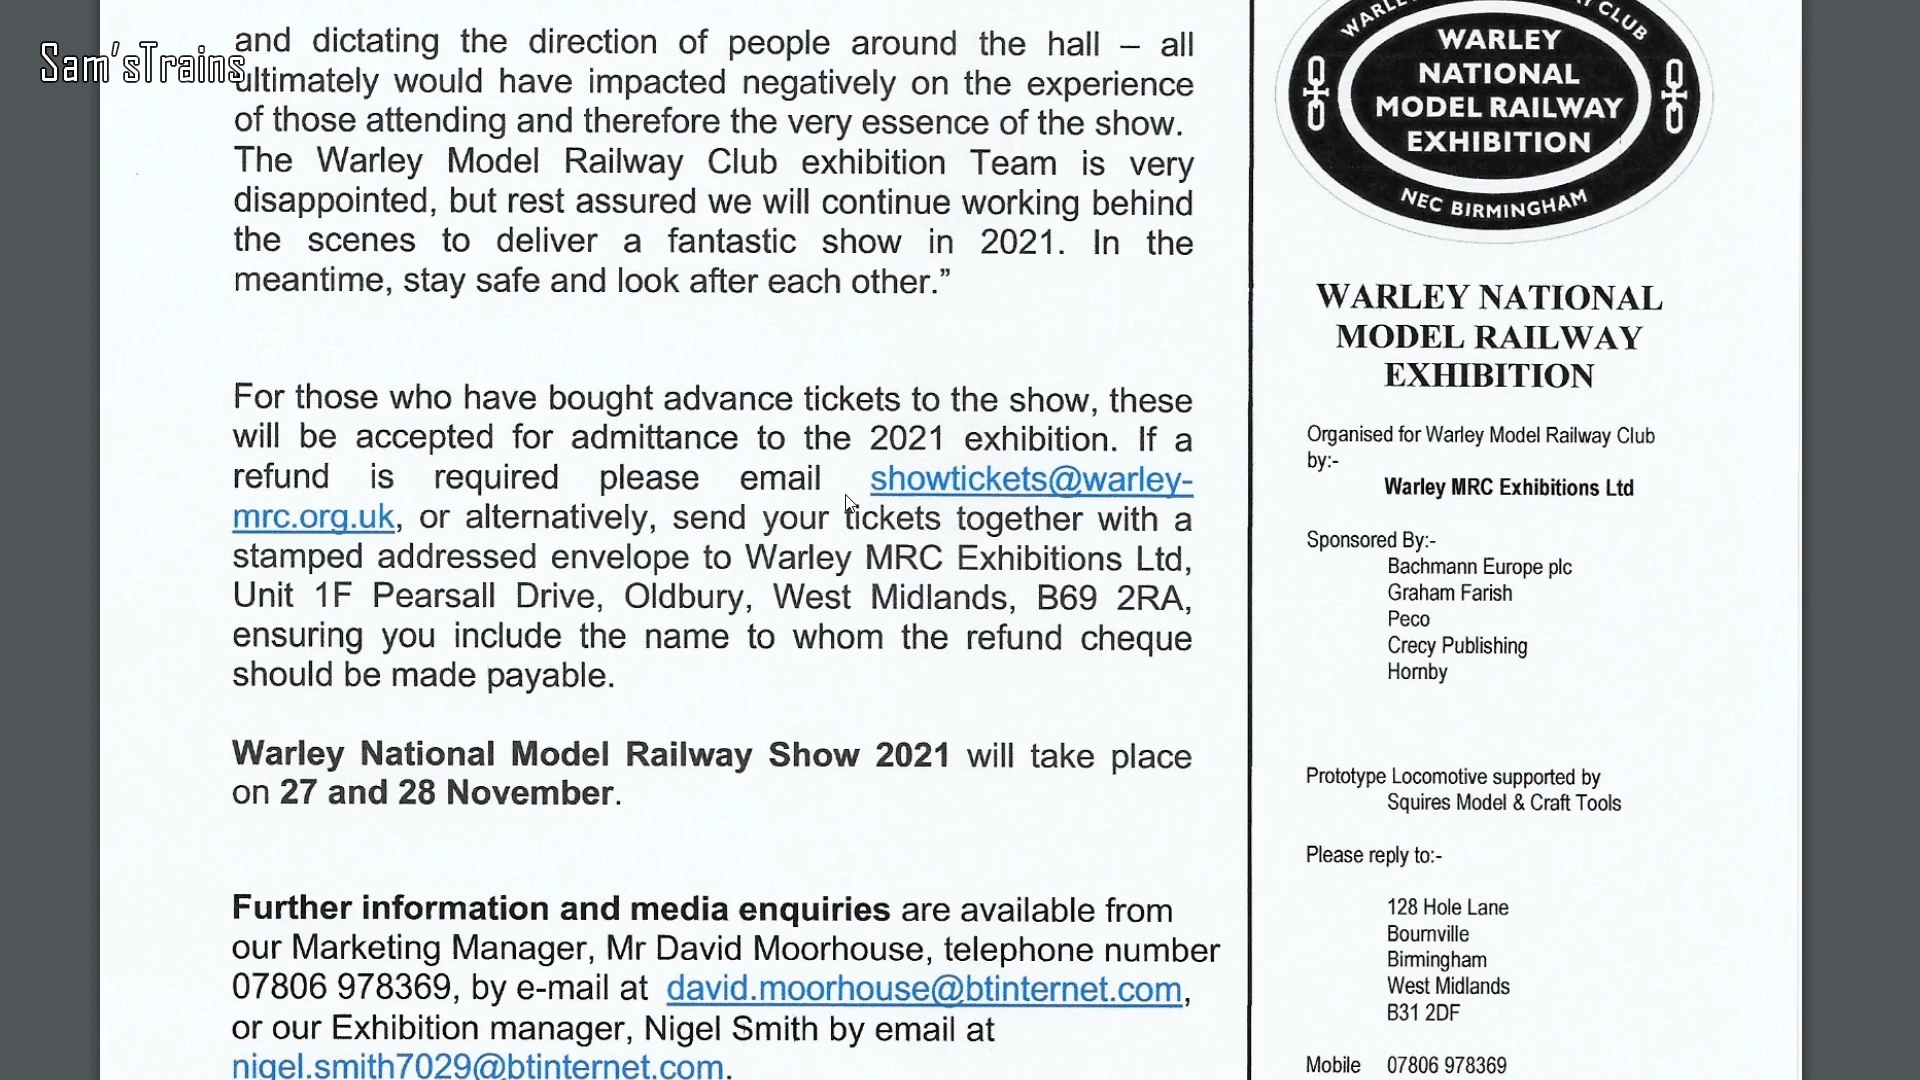 Sam'sTrains
and dictating the direction of people around the hall – all
ultimately would have impacted negatively on the experience
of those attending and therefore the very essence of the show.
The Warley Model Railway Club exhibition Team is very
disappointed, but rest assured we will continue working behind
the scenes to deliver a fantastic show in 2021. In the
meantime, stay safe and look after each other.”
For those who have bought advance tickets to the show, these
will be accepted for admittance to the 2021 exhibition. If a
refund is required please email showtickets@warley-
mrc.org.uk, or alternatively, send your tickets together with a
stamped addressed envelope to Warley MRC Exhibitions Ltd,
Unit 1F Pearsall Drive, Oldbury, West Midlands, B69 2RA,
ensuring you include the name to whom the refund cheque
should be made payable.
Warley National Model Railway Show 2021 will take place
on 27 and 28 November.
Further information and media enquiries are available from
our Marketing Manager, Mr David Moorhouse, telephone number
07806 978369, by e-mail at david.moorhouse@btinternet.com,
or our Exhibition manager, Nigel Smith by email at
nigel.smith7029@btinternet.com.
CLUB
WARLEY
NATIONAL
MODEL RAILWAY
EXHIBITION
NEC BIRMINGHAM
WARLEY NATIONAL
MODEL RAILWAY
EXHIBITION
Organised for Warley Model Railway Club
by:-
Warley MRC Exhibitions Ltd
Sponsored By:-
Bachmann Europe plc
Graham Farish
Peco
Crecy Publishing
Hornby
Prototype Locomotive supported by
Squires Model & Craft Tools
Please reply to:-
128 Hole Lane
Bournville
Birmingham
West Midlands
B31 2DF
Mobile 07806 978369